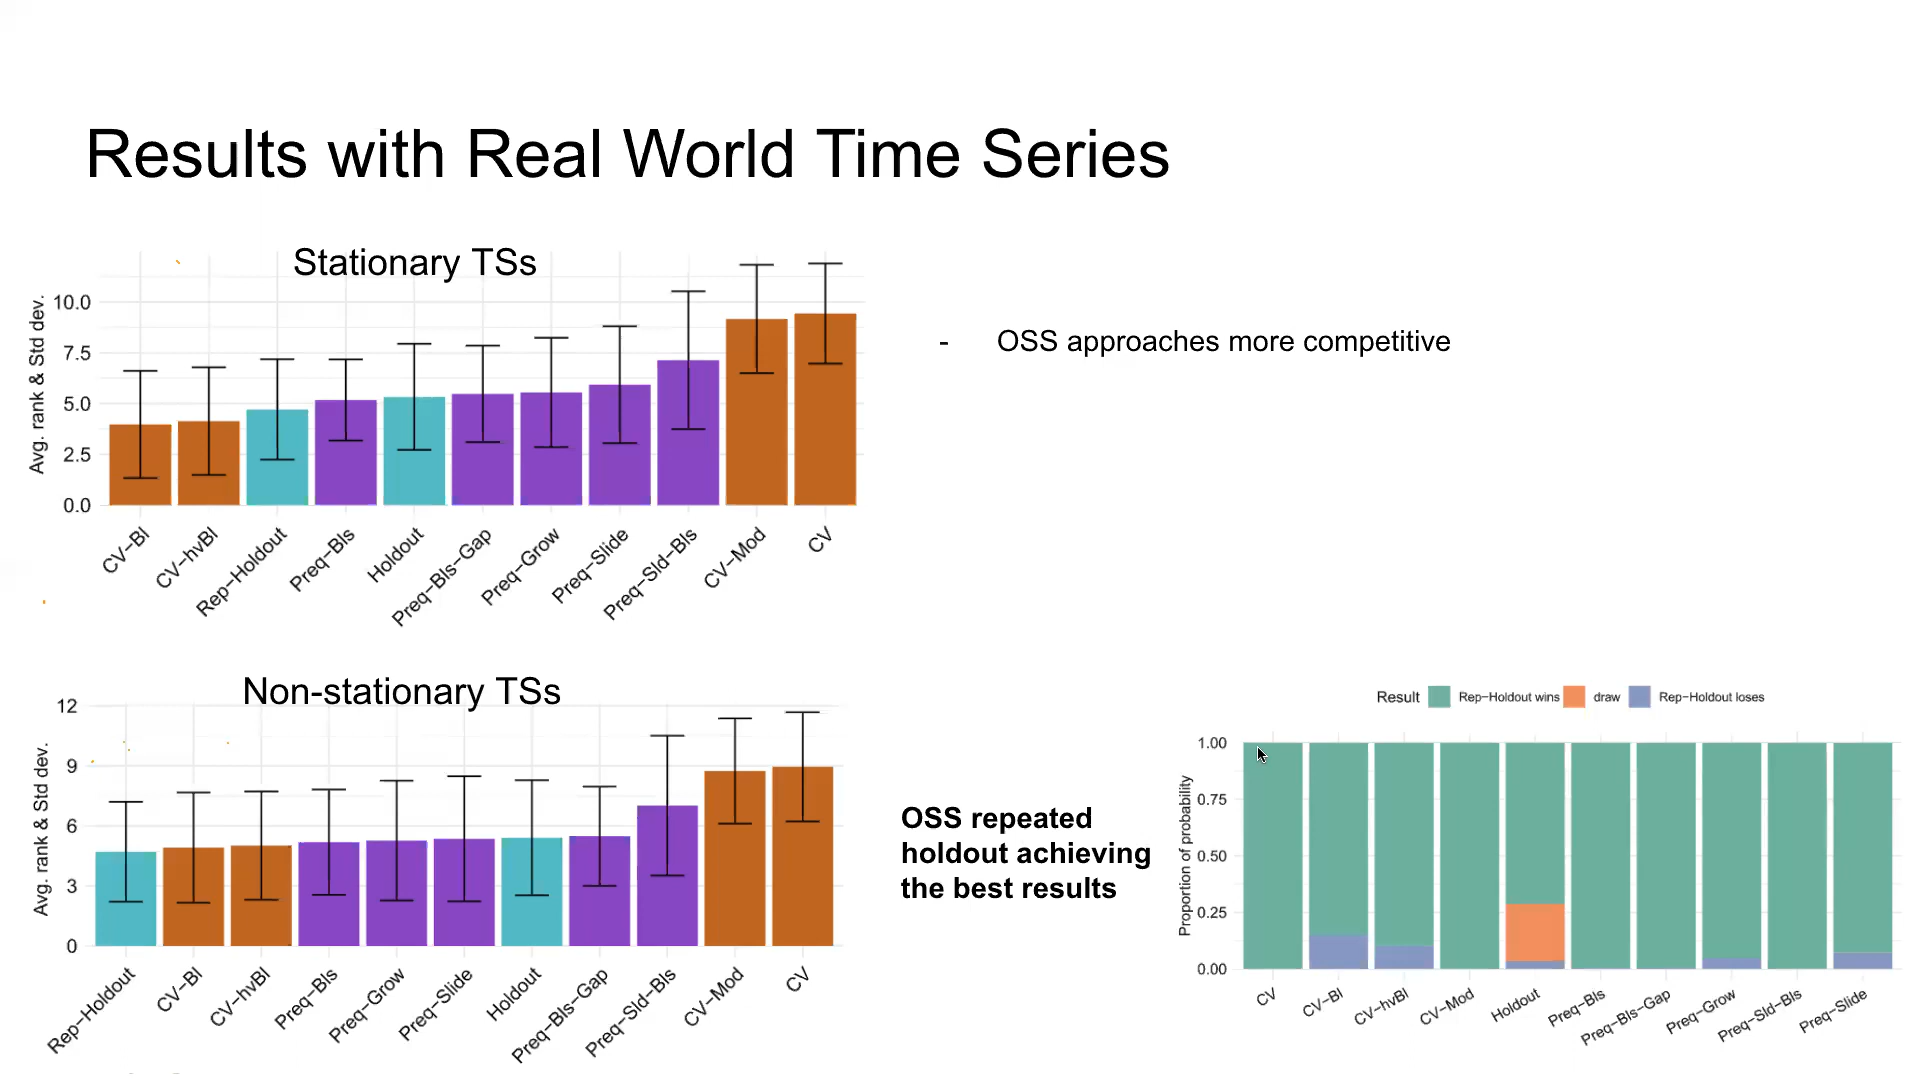 Results with Real World Time Series
Stationary TSs
Avg. rank & Std dev.
10.0
7.5
5.0
2.5
0.0
CV−Bl
CV−hvBl
Rep−Holdout
Preq−Bls
Holdout
Preq−Bls−Gap
Preq−Grow
Preq−Slide
Preq−Sld−Bls
CV−Mod
CV
- OSS approaches more competitive
Non-stationary TSs
Avg. rank & Std dev.
12
9
6
3
0
Rep−Holdout
CV−Bl
CV−hvBl
Preq−Bls
Preq−Grow
Preq−Slide
Holdout
Preq−Bls−Gap
Preq−Sld−Bls
CV−Mod
CV
OSS repeated
holdout achieving
the best results
Result Rep−Holdout wins draw Rep−Holdout loses
Proportion of probability
1.00
0.75
0.50
0.25
0.00
CV
CV−Bl
CV−hvBl
CV−Mod
Holdout
Preq−Bls
Preq−Bls−Gap
Preq−Grow
Preq−Sld−Bls
Preq−Slide